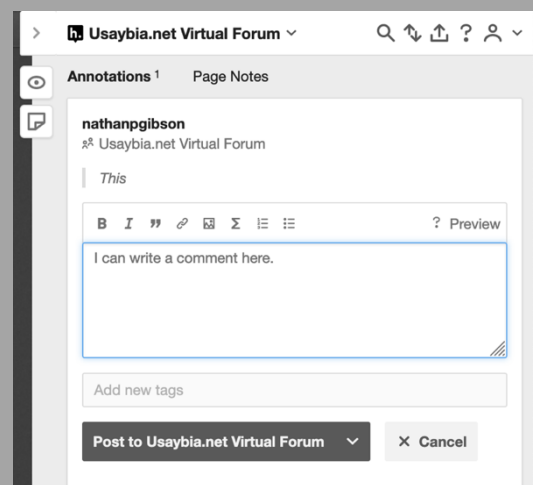 h. Usaybia.net Virtual Forum
?
Annotations 1
Page Notes
nathanpgibson
Usaybia.net Virtual Forum
This
B I " Σ ? Preview
I can write a comment here.
Add new tags
Post to Usaybia.net Virtual Forum
× Cancel